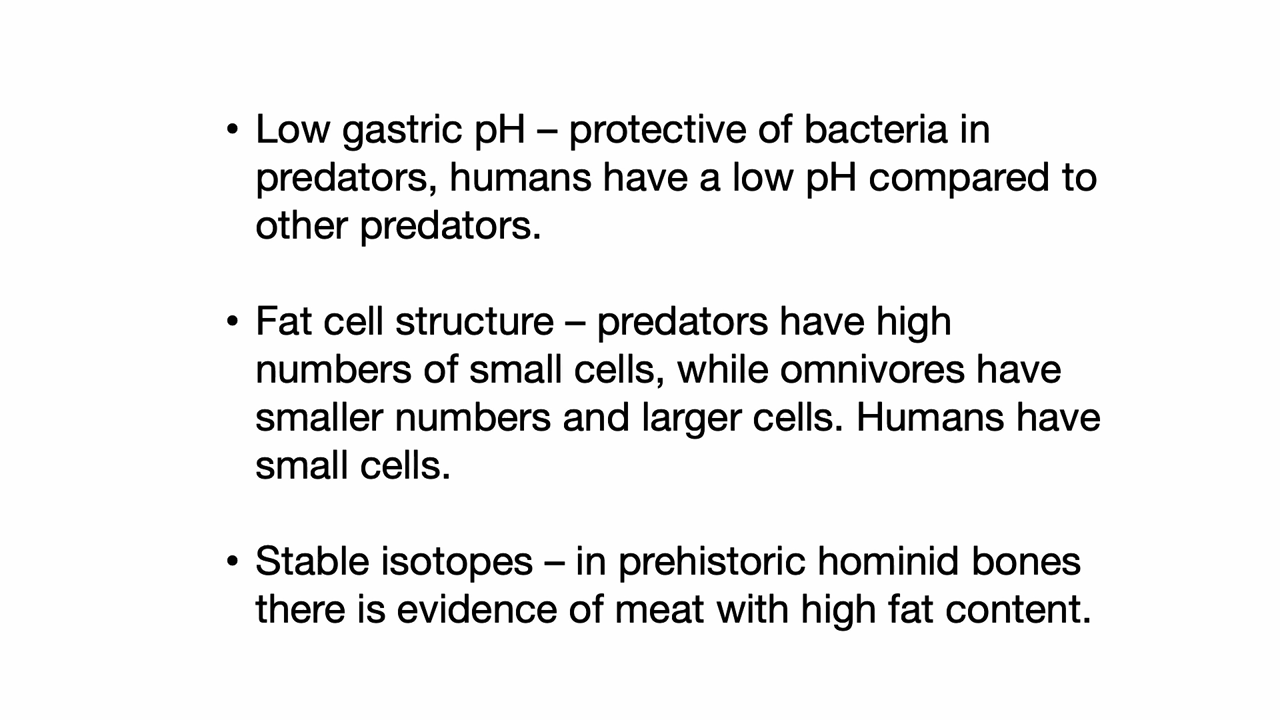 • Low gastric pH – protective of bacteria in
predators, humans have a low pH compared to
other predators.
• Fat cell structure – predators have high
numbers of small cells, while omnivores have
smaller numbers and larger cells. Humans have
small cells.
• Stable isotopes – in prehistoric hominid bones
there is evidence of meat with high fat content.